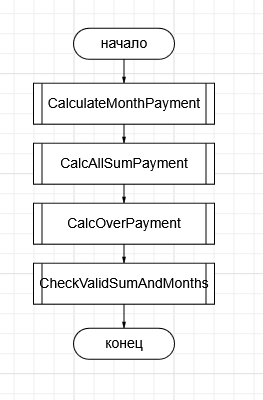 начало
CalculateMonthPayment
CalcAllSumPayment
CalcOverPayment
CheckValidSumAndMonths
конец